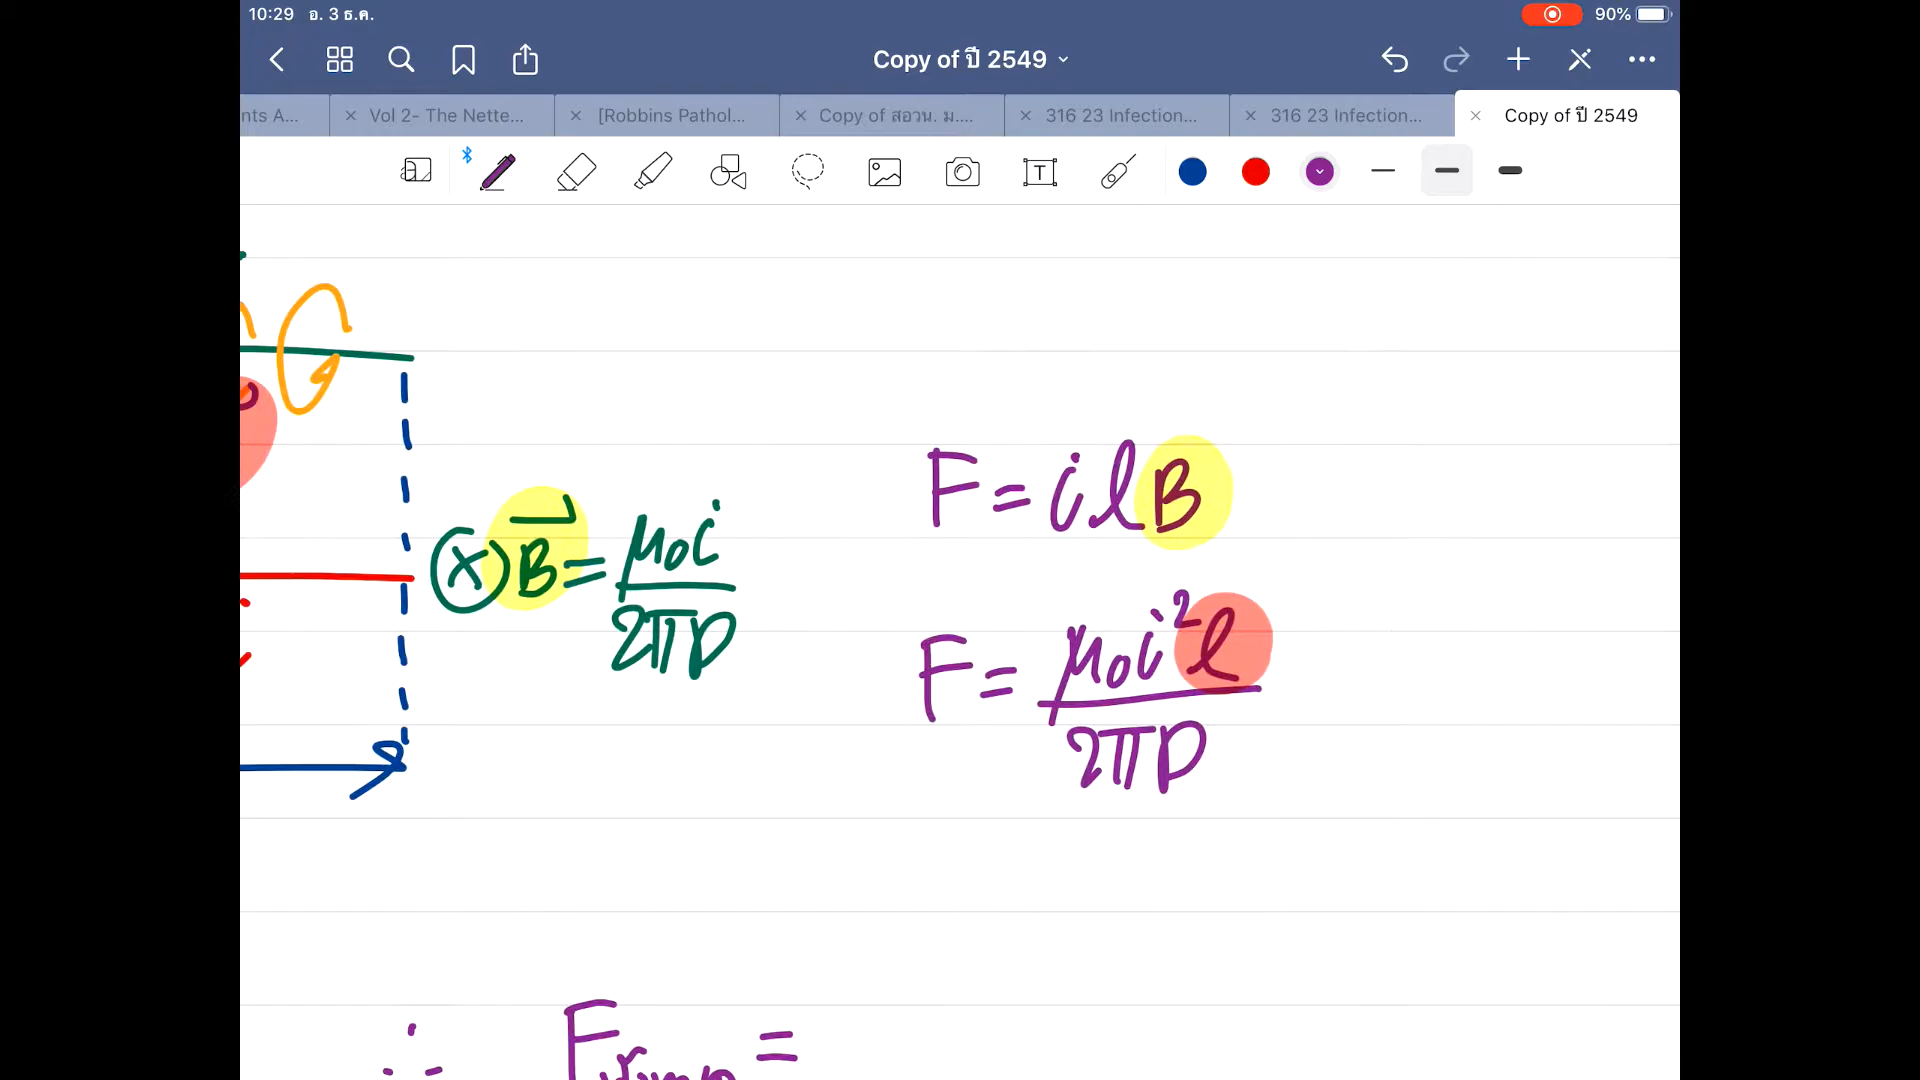 10:29 อ. 3 ธ.ค.
90%
Copy of ปี 2549
nts A...
Vol 2- The Nette...
[Robbins Pathol...
Copy of สอวน. ม....
316 23 Infection...
316 23 Infection...
Copy of ปี 2549
T
F = i l B
(X) B = μ₀i / 2πD
F = μ₀i²l / 2πD
∴ F =